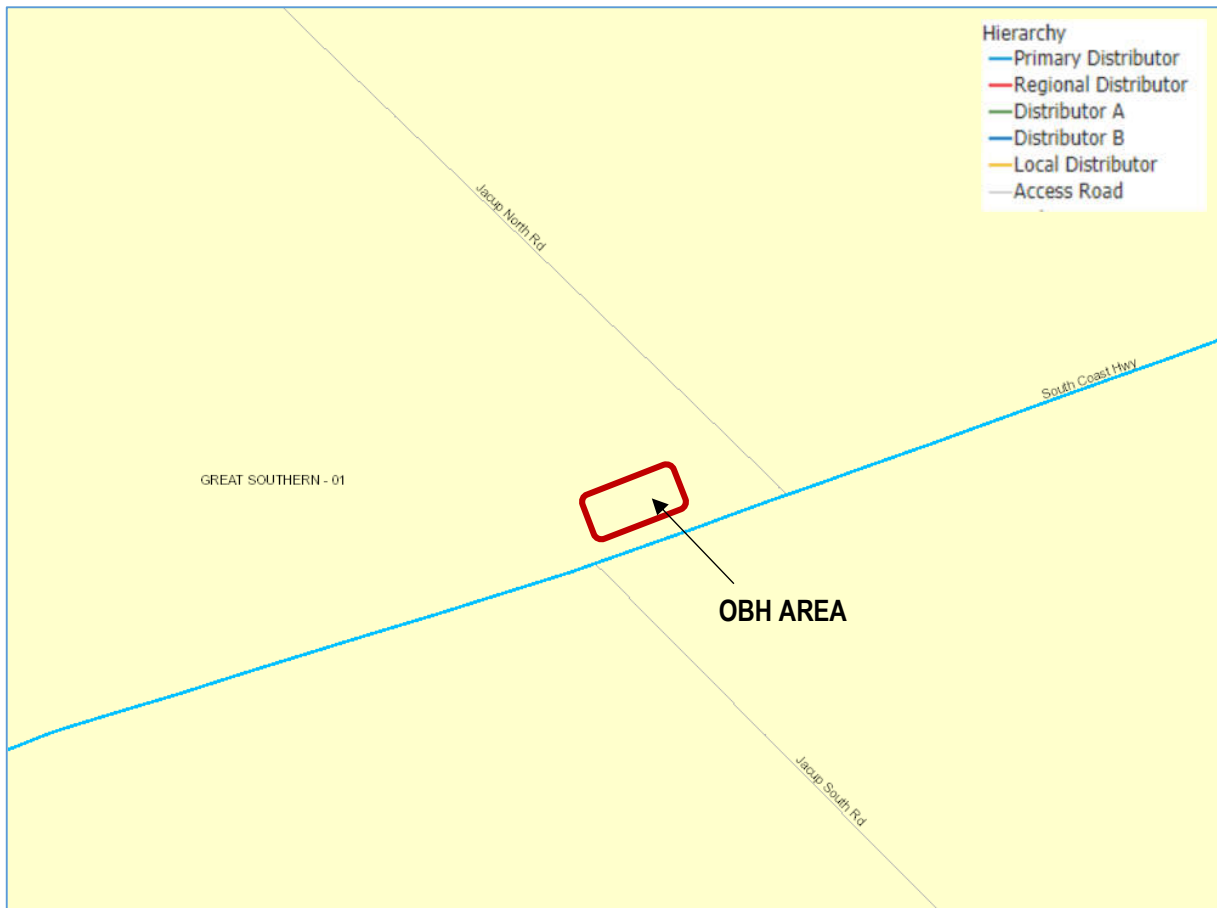 Hierarchy
Primary Distributor
Regional Distributor
Distributor A
Distributor B
Local Distributor
Access Road
Jacup North Rd
South Coast Hwy
GREAT SOUTHERN - 01
OBH AREA
Jacup South Rd